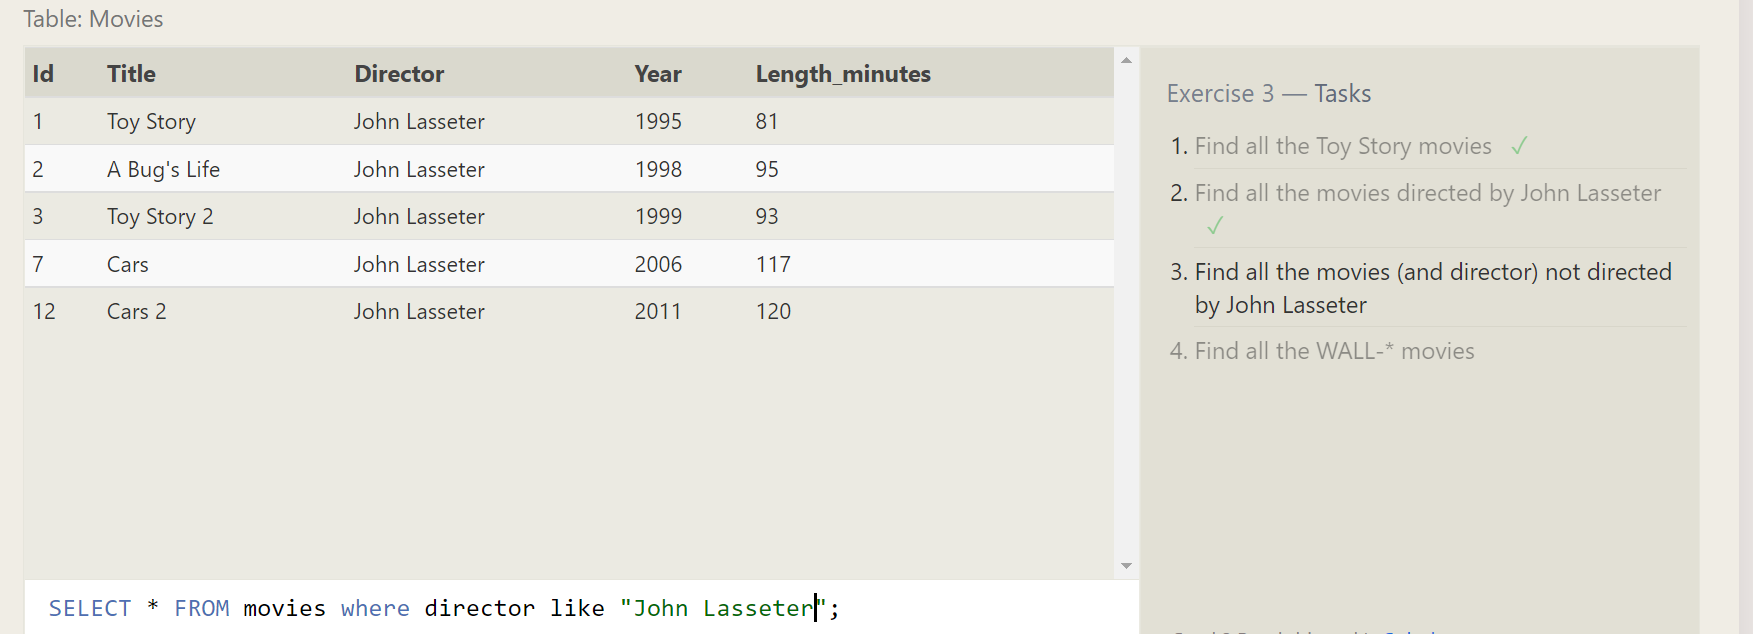 Table: Movies
Id Title Director Year Length_minutes
1 Toy Story John Lasseter 1995 81
2 A Bug's Life John Lasseter 1998 95
3 Toy Story 2 John Lasseter 1999 93
7 Cars John Lasseter 2006 117
12 Cars 2 John Lasseter 2011 120
SELECT * FROM movies where director like "John Lasseter";
Exercise 3 — Tasks
1. Find all the Toy Story movies ✓
2. Find all the movies directed by John Lasseter
✓
3. Find all the movies (and director) not directed
by John Lasseter
4. Find all the WALL-* movies